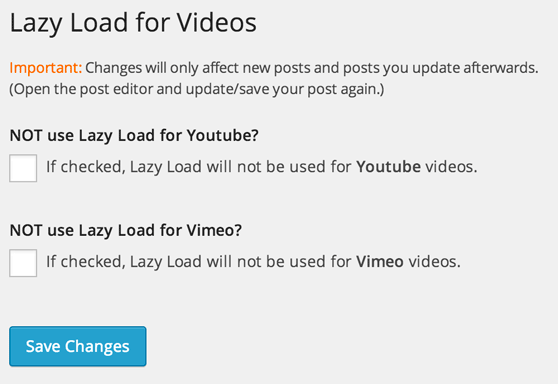 Lazy Load for Videos
Important: Changes will only affect new posts and posts you update afterwards.
(Open the post editor and update/save your post again.)
NOT use Lazy Load for Youtube?
If checked, Lazy Load will not be used for Youtube videos.
NOT use Lazy Load for Vimeo?
If checked, Lazy Load will not be used for Vimeo videos.
Save Changes